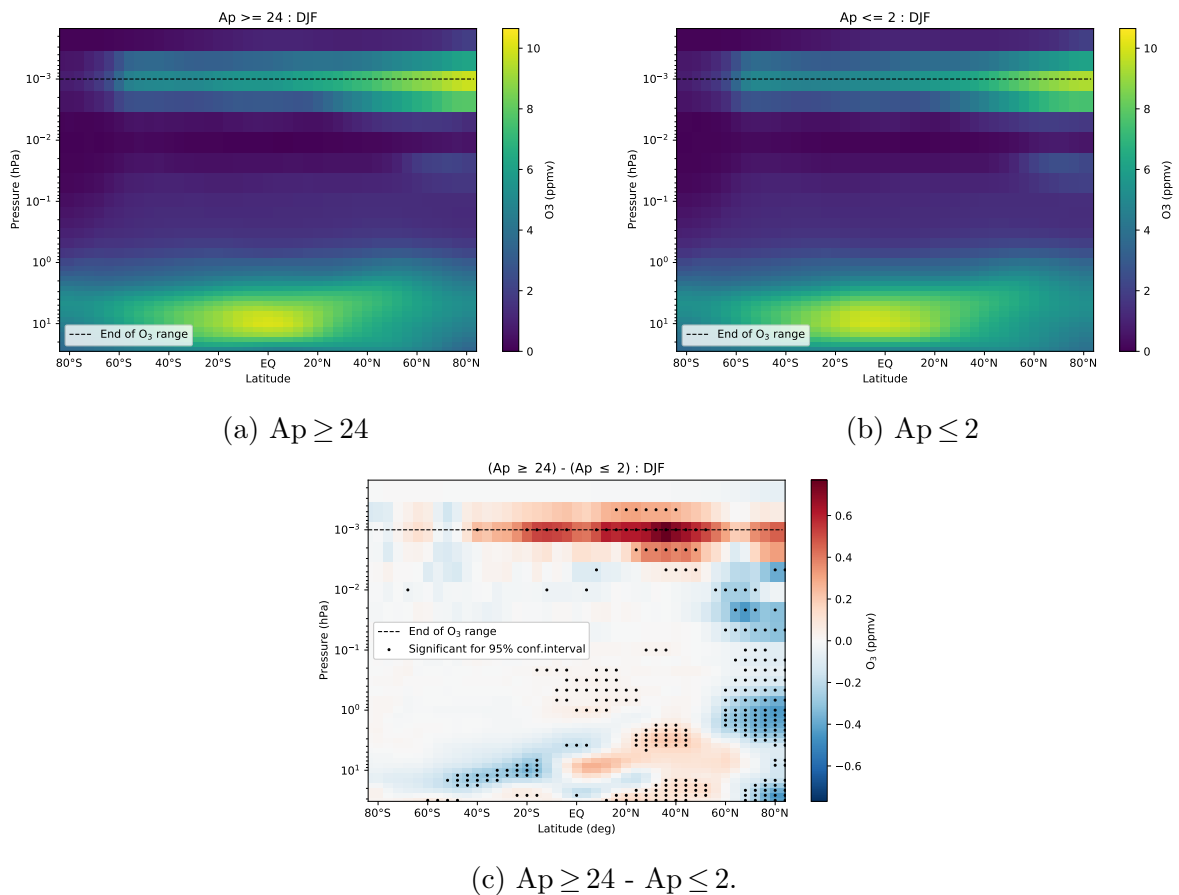 Ap >= 24 : DJF
Pressure (hPa)
10⁻³
10⁻²
10⁻¹
10⁰
10¹
End of O₃ range
80°S 60°S 40°S 20°S EQ 20°N 40°N 60°N 80°N
Latitude
10
8
6
4
2
0
O3 (ppmv)
(a) Ap ≥ 24
Ap <= 2 : DJF
Pressure (hPa)
10⁻³
10⁻²
10⁻¹
10⁰
10¹
End of O₃ range
80°S 60°S 40°S 20°S EQ 20°N 40°N 60°N 80°N
Latitude
10
8
6
4
2
0
O3 (ppmv)
(b) Ap ≤ 2
(Ap ≥ 24) - (Ap ≤ 2) : DJF
Pressure (hPa)
10⁻³
10⁻²
10⁻¹
10⁰
10¹
End of O₃ range
Significant for 95% conf.interval
80°S 60°S 40°S 20°S EQ 20°N 40°N 60°N 80°N
Latitude (deg)
0.6
0.4
0.2
0.0
−0.2
−0.4
−0.6
O₃ (ppmv)
(c) Ap ≥ 24 - Ap ≤ 2.